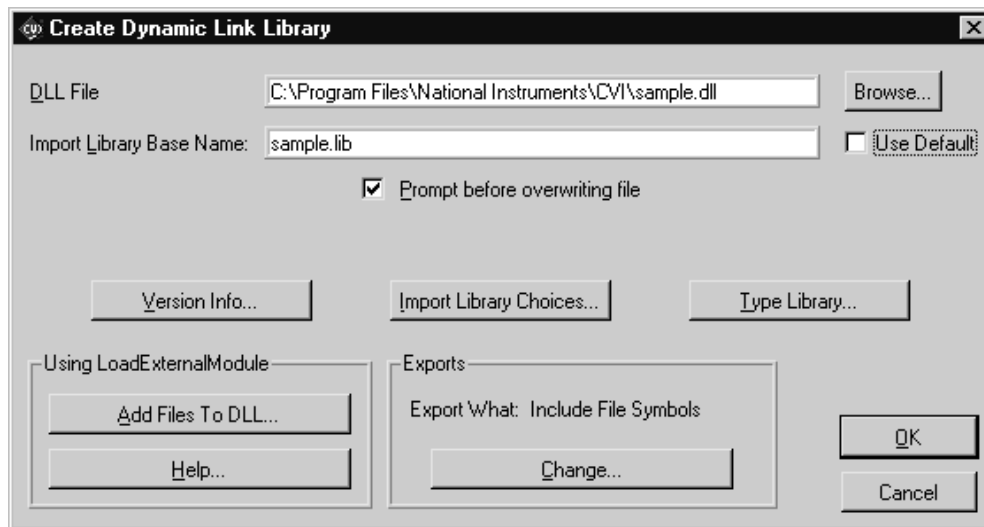 cvi Create Dynamic Link Library
DLL File
C:\Program Files\National Instruments\CVI\sample.dll
Browse...
Import Library Base Name:
sample.lib
Use Default
Prompt before overwriting file
Version Info...
Import Library Choices...
Type Library...
Using LoadExternalModule
Add Files To DLL...
Help...
Exports
Export What: Include File Symbols
Change...
OK
Cancel